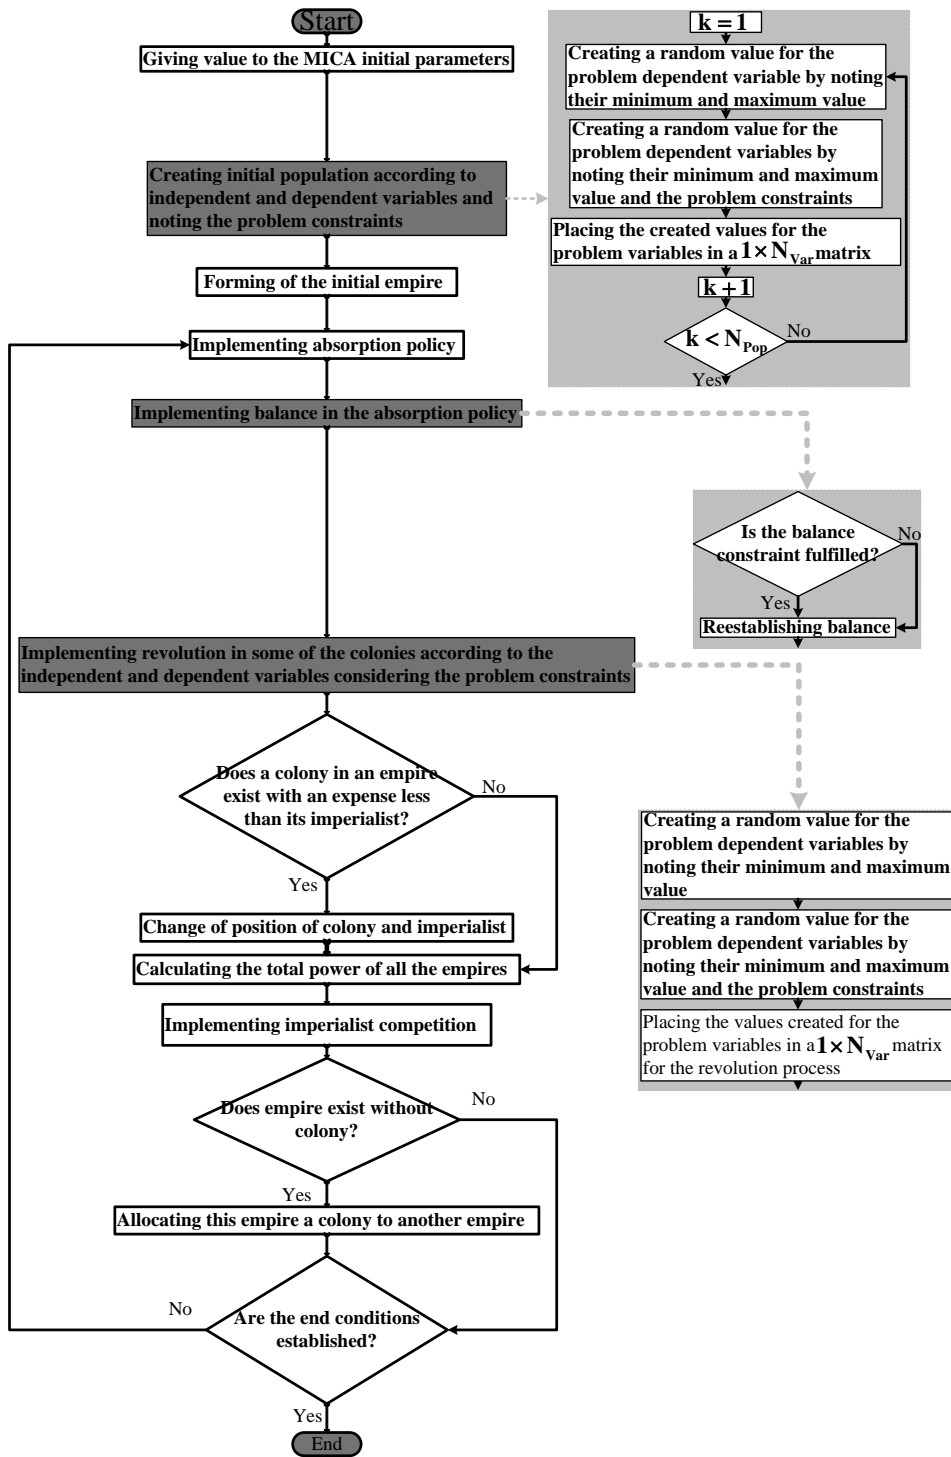 Start
Giving value to the MICA initial parameters
Creating initial population according to
independent and dependent variables and
noting the problem constraints
Forming of the initial empire
Implementing absorption policy
Implementing balance in the absorption policy
Implementing revolution in some of the colonies according to the
independent and dependent variables considering the problem constraints
Does a colony in an empire
exist with an expense less
than its imperialist?
No
Yes
Change of position of colony and imperialist
Calculating the total power of all the empires
Implementing imperialist competition
Does empire exist without
colony?
No
Yes
Allocating this empire a colony to another empire
Are the end conditions
established?
No
Yes
End
k = 1
Creating a random value for the
problem dependent variable by noting
their minimum and maximum value
Creating a random value for the
problem dependent variables by
noting their minimum and maximum
value and the problem constraints
Placing the created values for the
problem variables in a 1 × N_Var matrix
k + 1
k < N_Pop
No
Yes
Is the balance
constraint fulfilled?
No
Yes
Reestablishing balance
Creating a random value for the
problem dependent variables by
noting their minimum and maximum
value
Creating a random value for the
problem dependent variables by
noting their minimum and maximum
value and the problem constraints
Placing the values created for the
problem variables in a 1 × N_Var matrix
for the revolution process